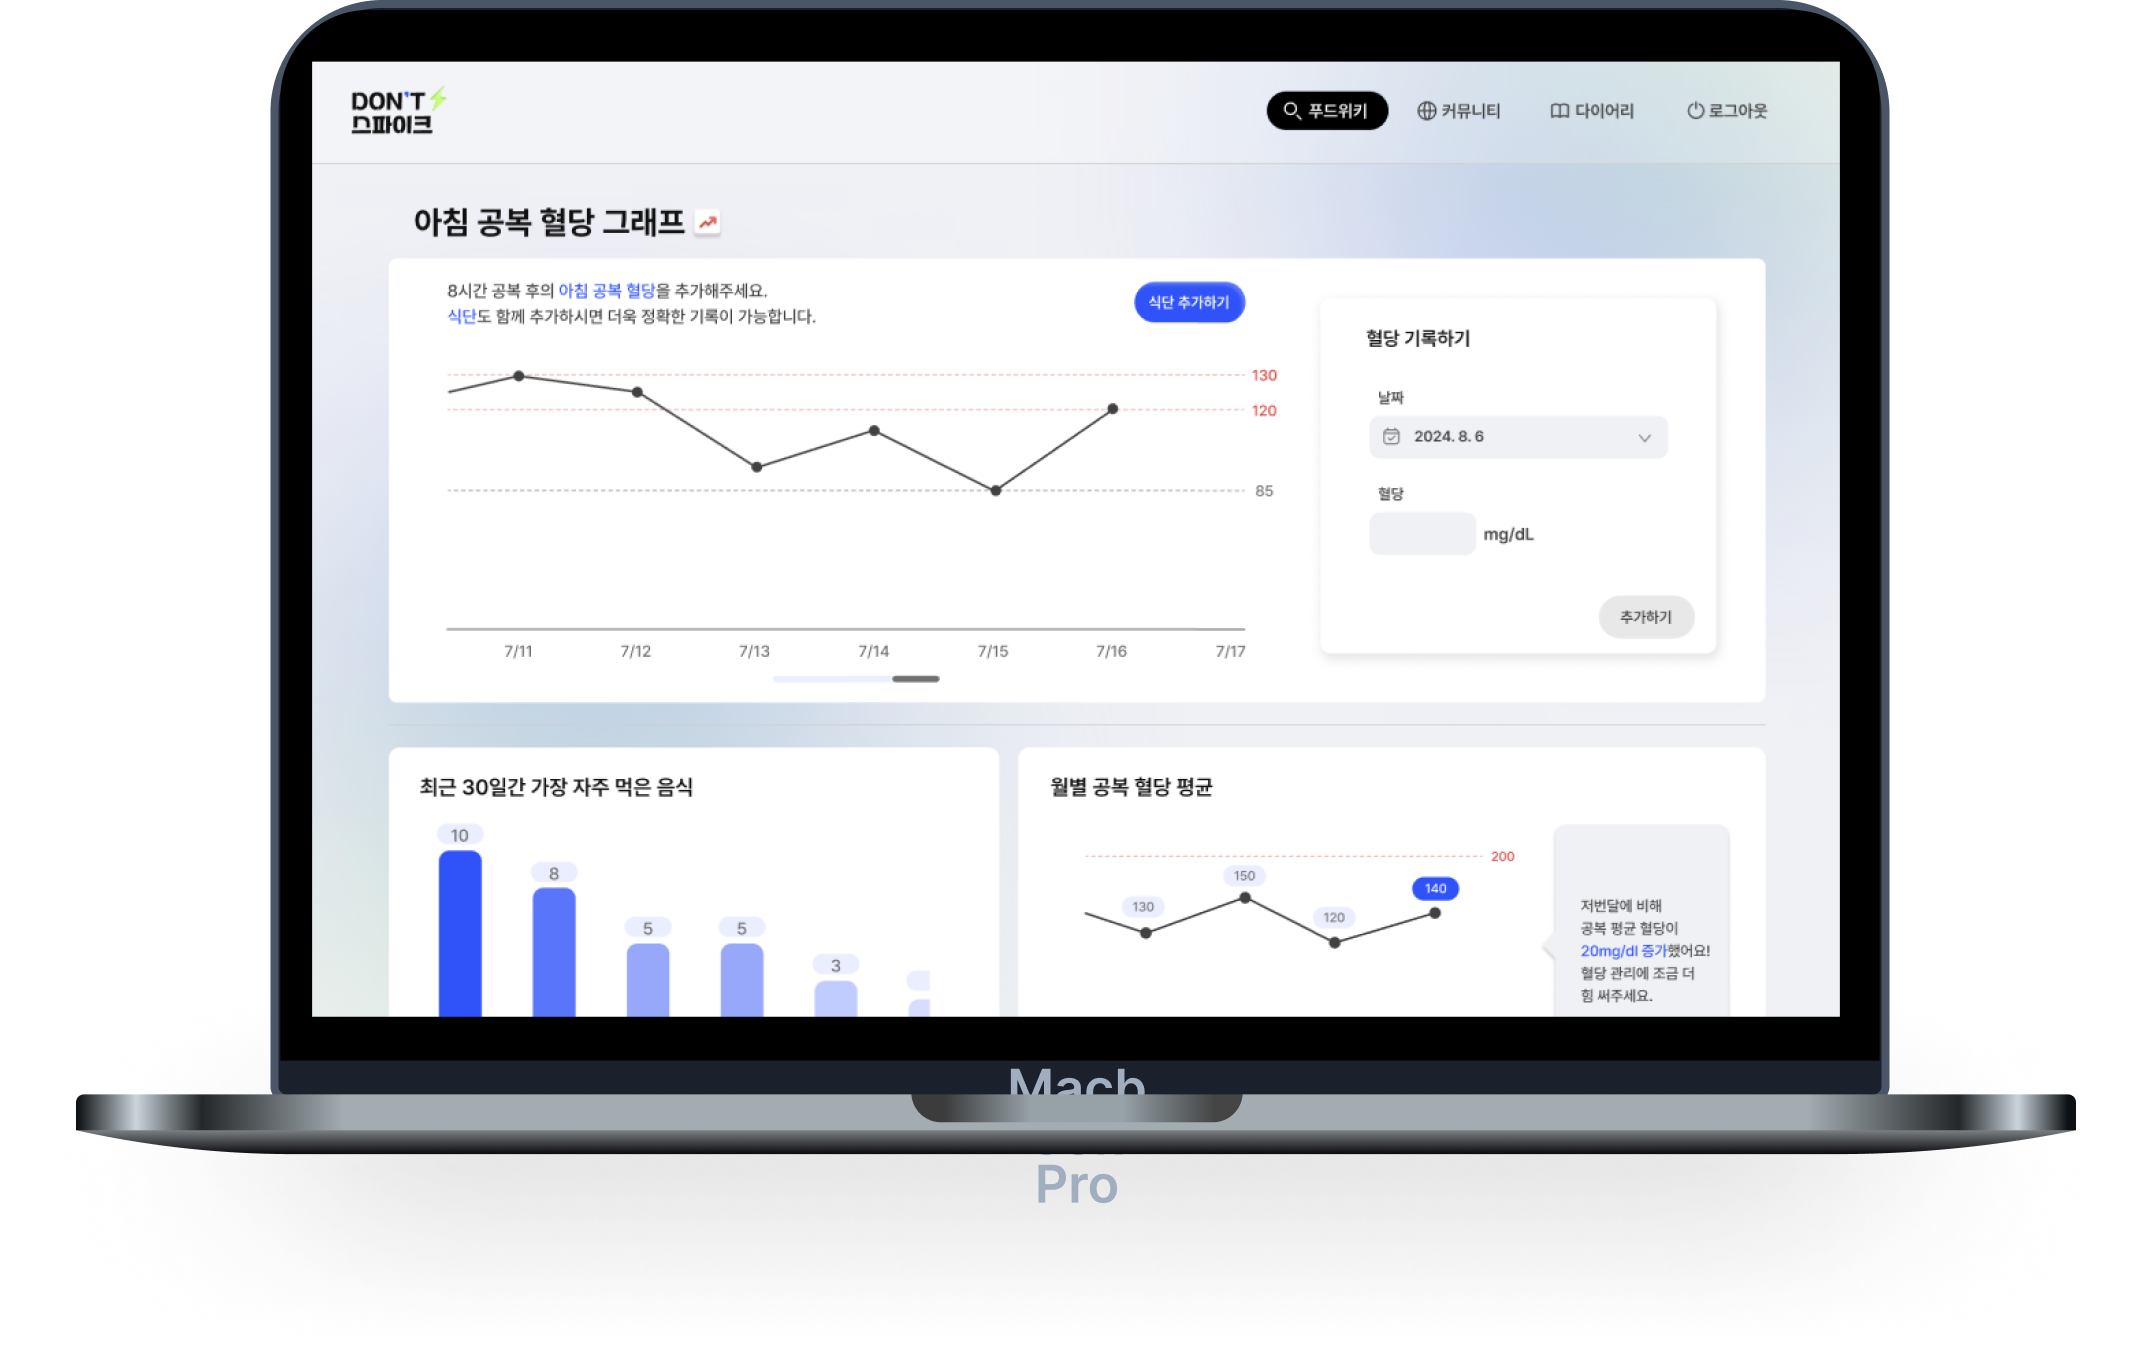 DON'T
스파이크
푸드위키
커뮤니티
다이어리
로그아웃
아침 공복 혈당 그래프
8시간 공복 후의 아침 공복 혈당을 추가해주세요.
식단도 함께 추가하시면 더욱 정확한 기록이 가능합니다.
식단 추가하기
130
120
85
7/11 7/12 7/13 7/14 7/15 7/16 7/17
혈당 기록하기
날짜
2024. 8. 6
혈당
mg/dL
추가하기
최근 30일간 가장 자주 먹은 음식
10
8
5
5
3
월별 공복 혈당 평균
200
130
150
120
140
저번달에 비해
공복 평균 혈당이
20mg/dl 증가했어요!
혈당 관리에 조금 더
힘 써주세요.
Macb
Pro